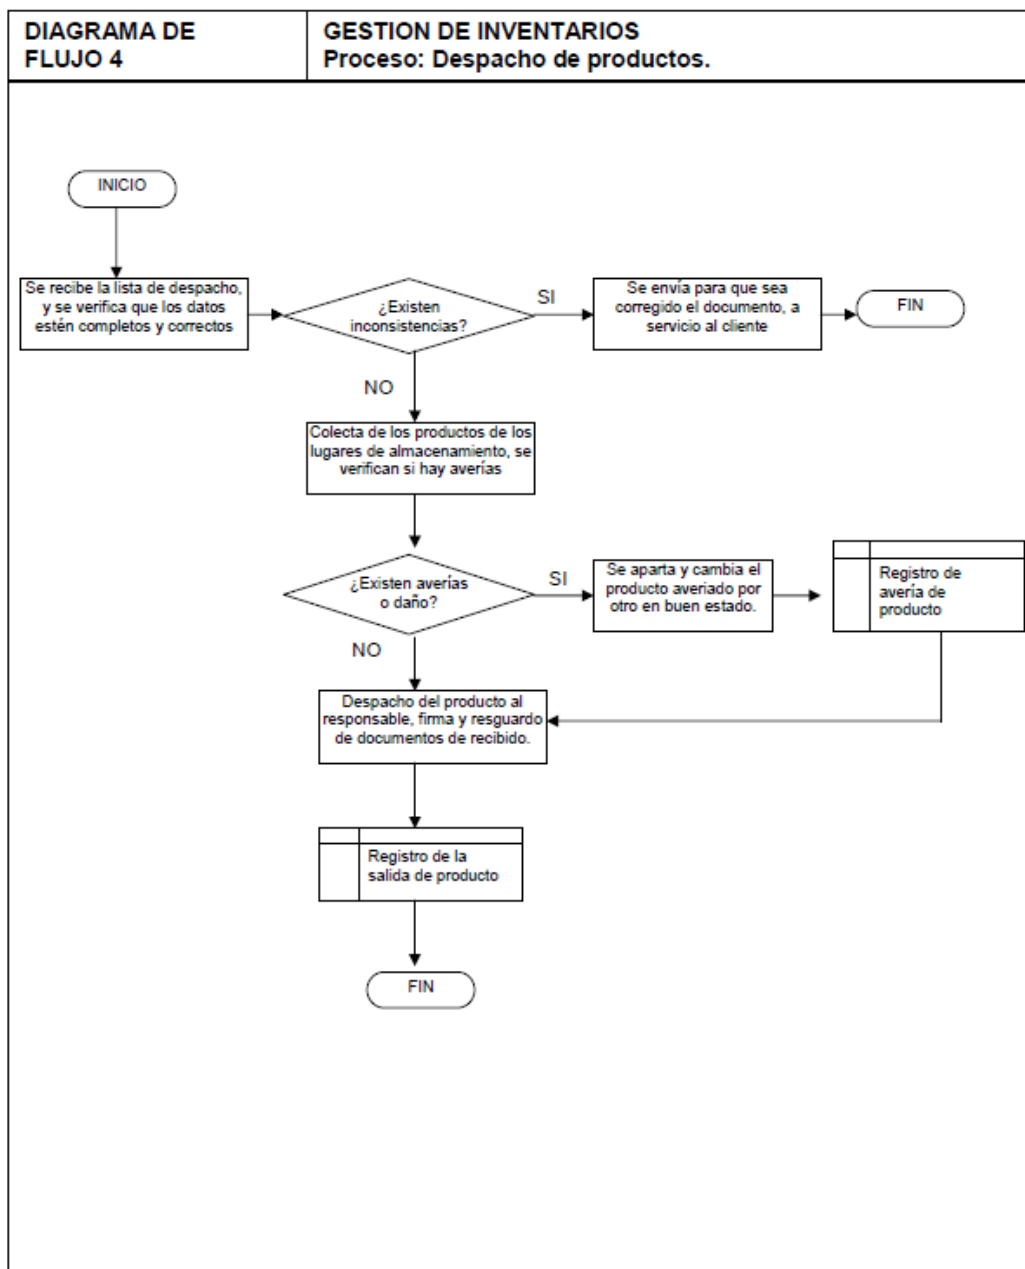 DIAGRAMA DE
FLUJO 4
GESTION DE INVENTARIOS
Proceso: Despacho de productos.
INICIO
Se recibe la lista de despacho,
y se verifica que los datos
estén completos y correctos
¿Existen
inconsistencias?
SI
Se envía para que sea
corregido el documento, a
servicio al cliente
FIN
NO
Colecta de los productos de los
lugares de almacenamiento, se
verifican si hay averías
¿Existen averías
o daño?
SI
Se aparta y cambia el
producto averiado por
otro en buen estado.
Registro de
avería de
producto
NO
Despacho del producto al
responsable, firma y resguardo
de documentos de recibido.
Registro de la
salida de producto
FIN